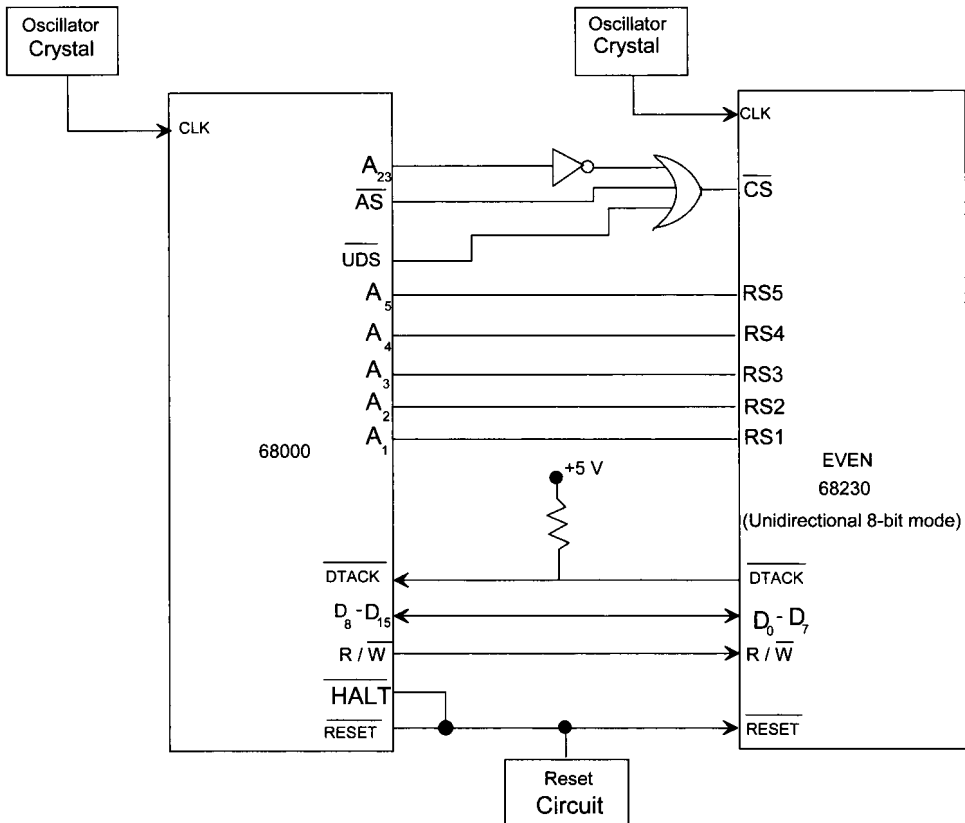 Oscillator
Crystal
Oscillator
Crystal
CLK
CLK
A23
AS
CS
UDS
A5
RS5
A4
RS4
A3
RS3
A2
RS2
A1
RS1
68000
+5 V
EVEN
68230
(Unidirectional 8-bit mode)
DTACK
DTACK
D8-D15
D0-D7
R / W
R / W
HALT
RESET
RESET
Reset
Circuit